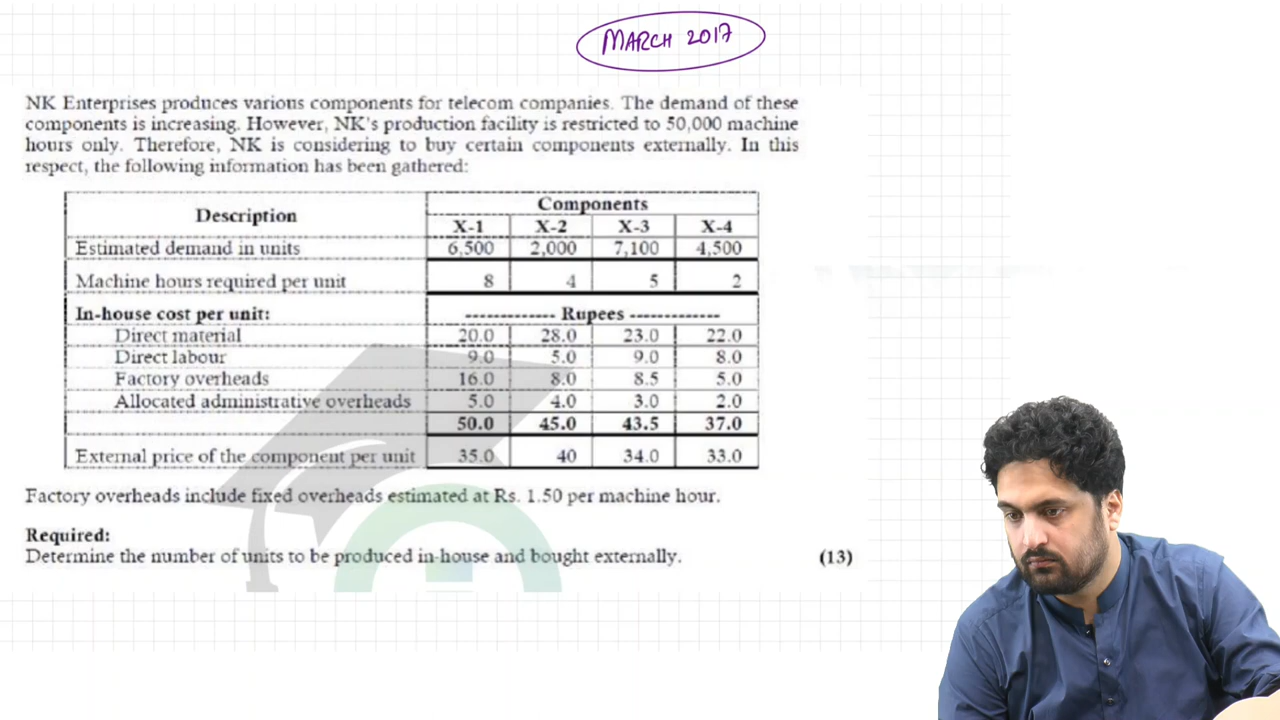 MARCH 2017
NK Enterprises produces various components for telecom companies. The demand of these
components is increasing. However, NK's production facility is restricted to 50,000 machine
hours only. Therefore, NK is considering to buy certain components externally. In this
respect, the following information has been gathered:
Description Components
X-1 X-2 X-3 X-4
Estimated demand in units 6,500 2,000 7,100 4,500
Machine hours required per unit 8 4 5 2
In-house cost per unit: ------------- Rupees -------------
Direct material 20.0 28.0 23.0 22.0
Direct labour 9.0 5.0 9.0 8.0
Factory overheads 16.0 8.0 8.5 5.0
Allocated administrative overheads 5.0 4.0 3.0 2.0
50.0 45.0 43.5 37.0
External price of the component per unit 35.0 40 34.0 33.0
Factory overheads include fixed overheads estimated at Rs. 1.50 per machine hour.
Required:
Determine the number of units to be produced in-house and bought externally. (13)